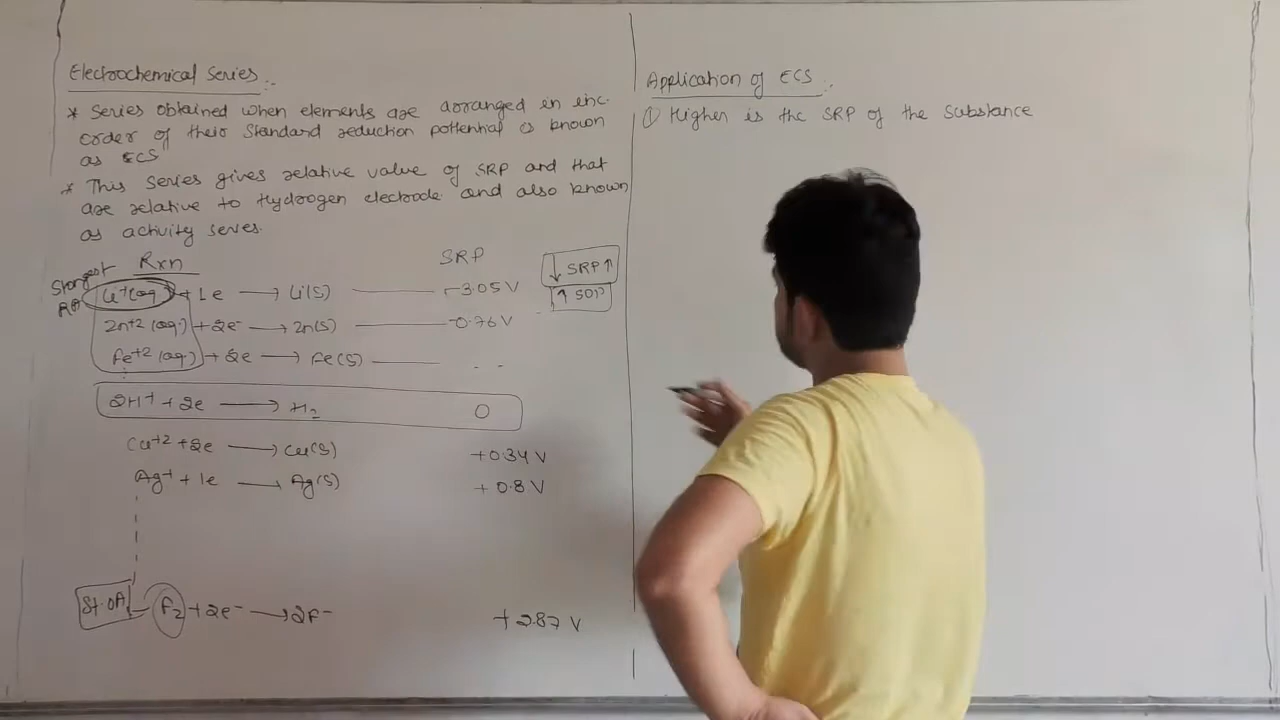 Electrochemical Series :-
* Series obtained when elements are arranged in inc.
order of their Standard reduction pottential is known
as ECS
* This series gives relative value of SRP and that
are relative to Hydrogen electrode and also known
as activity series.
Rxn SRP
Strongest
RA
Li+(aq) + 1e ⟶ Li(S) -3.05 V
↓ SRP ↑
↑ SOP
Zn+2 (aq.) + 2e- ⟶ Zn(S) -0.76 V
Fe+2 (aq.) + 2e ⟶ Fe(S) - -
2H+ + 2e ⟶ H2 0
Cu+2 + 2e ⟶ Cu(S) +0.34 V
Ag+ + 1e ⟶ Ag(S) +0.8 V
St. OA F2 + 2e- ⟶ 2F- +2.87 V
Application of ECS :-
① Higher is the SRP of the Substance